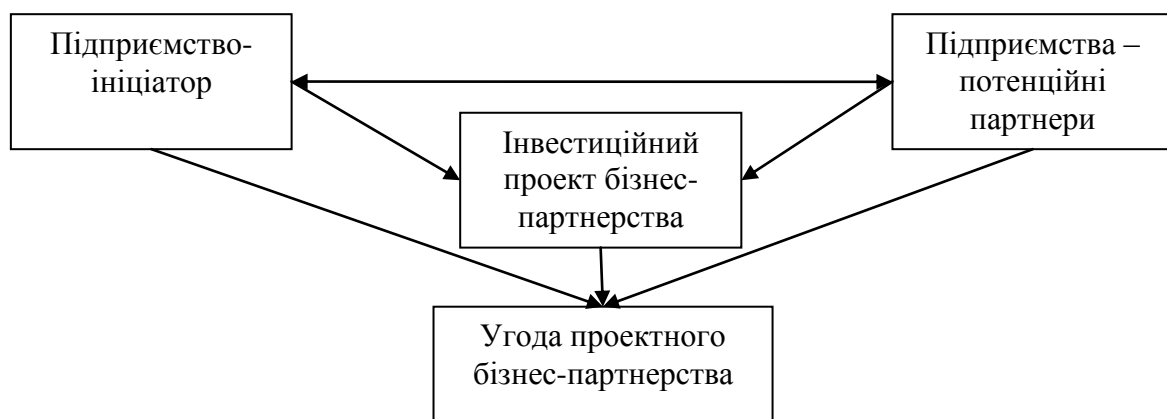 Підприємство-
ініціатор
Підприємства –
потенційні
партнери
Інвестиційний
проект бізнес-
партнерства
Угода проектного
бізнес-партнерства